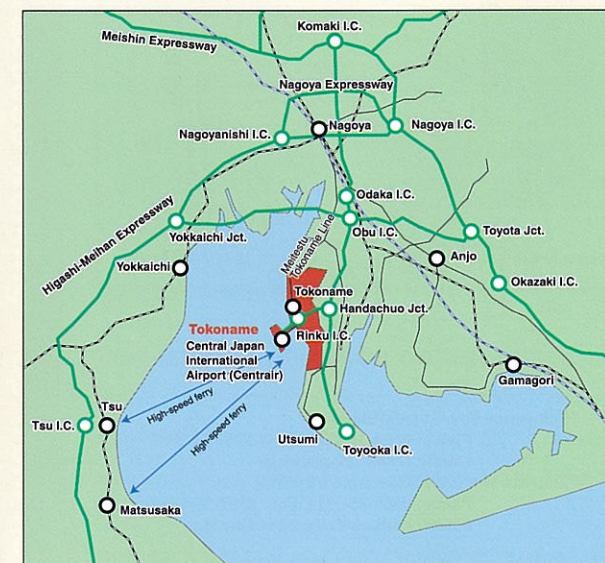 Komaki I.C.
Meishin Expressway
Nagoya Expressway
Nagoyanishi I.C.
Nagoya
Nagoya I.C.
Odaka I.C.
Higashi-Meihan Expressway
Yokkaichi Jct.
Obu I.C.
Toyota Jct.
Meitestu
Tokoname Line
Anjo
Yokkaichi
Okazaki I.C.
Tokoname
Handachuo Jct.
Tokoname
Rinku I.C.
Central Japan
International
Airport (Centrair)
Gamagori
High-speed ferry
High-speed ferry
Tsu
Tsu I.C.
Utsumi
Toyooka I.C.
Matsusaka